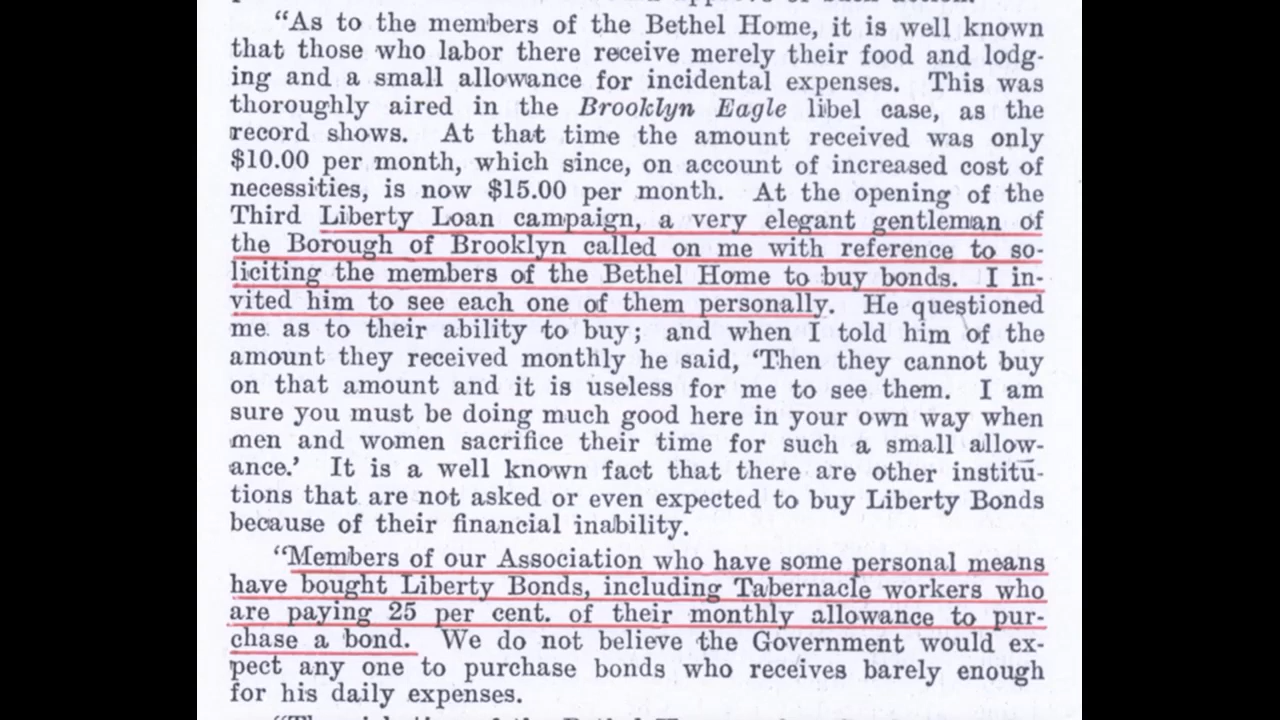 “As to the members of the Bethel Home, it is well known
that those who labor there receive merely their food and lodg-
ing and a small allowance for incidental expenses. This was
thoroughly aired in the Brooklyn Eagle libel case, as the
record shows. At that time the amount received was only
$10.00 per month, which since, on account of increased cost of
necessities, is now $15.00 per month. At the opening of the
Third Liberty Loan campaign, a very elegant gentleman of
the Borough of Brooklyn called on me with reference to so-
liciting the members of the Bethel Home to buy bonds. I in-
vited him to see each one of them personally. He questioned
me as to their ability to buy; and when I told him of the
amount they received monthly he said, ‘Then they cannot buy
on that amount and it is useless for me to see them. I am
sure you must be doing much good here in your own way when
men and women sacrifice their time for such a small allow-
ance.’ It is a well known fact that there are other institu-
tions that are not asked or even expected to buy Liberty Bonds
because of their financial inability.
“Members of our Association who have some personal means
have bought Liberty Bonds, including Tabernacle workers who
are paying 25 per cent. of their monthly allowance to pur-
chase a bond. We do not believe the Government would ex-
pect any one to purchase bonds who receives barely enough
for his daily expenses.